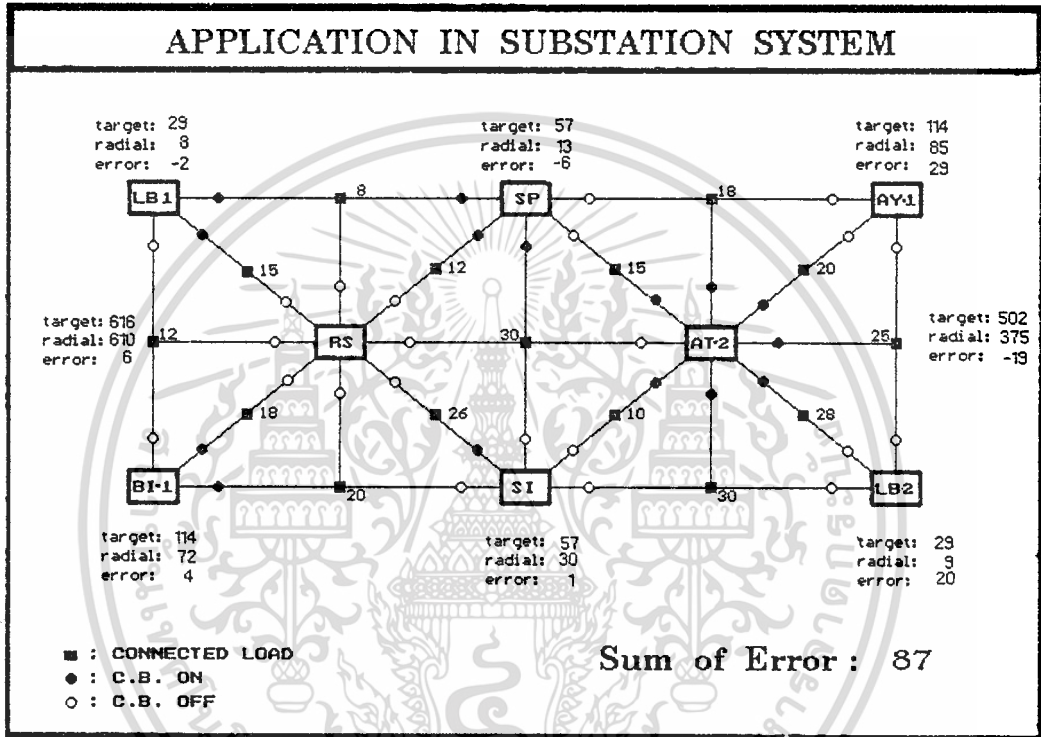 APPLICATION IN SUBSTATION SYSTEM
target: 29
radial: 8
error: -2
target: 57
radial: 13
error: -6
target: 114
radial: 85
error: 29
LB1
8
SP
18
AY-1
15
12
15
20
target: 616
radial: 610
error: 6
12
RS
30
AT-2
25
target: 502
radial: 375
error: -19
18
26
10
28
BI-1
20
SI
30
LB2
target: 114
radial: 72
error: 4
target: 57
radial: 30
error: 1
target: 29
radial: 9
error: 20
■ : CONNECTED LOAD
● : C.B. ON
○ : C.B. OFF
Sum of Error : 87